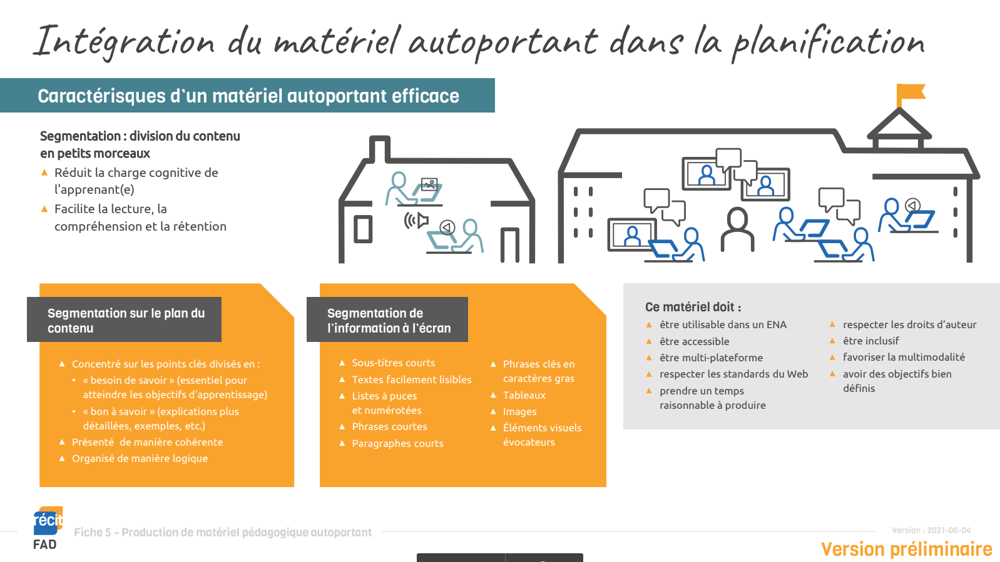 Intégration du matériel autoportant dans la planification
Caractérisques d'un matériel autoportant efficace
Segmentation : division du contenu
en petits morceaux
Réduit la charge cognitive de
l'apprenant(e)
Facilite la lecture, la
compréhension et la rétention
Segmentation sur le plan du
contenu
Concentré sur les points clés divisés en :
• « besoin de savoir » (essentiel pour
atteindre les objectifs d'apprentissage)
• « bon à savoir » (explications plus
détaillées, exemples, etc.)
Présenté de manière cohérente
Organisé de manière logique
Segmentation de
l'information à l'écran
Sous-titres courts
Textes facilement lisibles
Listes à puces
et numérotées
Phrases courtes
Paragraphes courts
Phrases clés en
caractères gras
Tableaux
Images
Éléments visuels
évocateurs
Ce matériel doit :
être utilisable dans un ENA
être accessible
être multi-plateforme
respecter les standards du Web
prendre un temps
raisonnable à produire
respecter les droits d'auteur
être inclusif
favoriser la multimodalité
avoir des objectifs bien
définis
récit
FAD
Fiche 5 - Production de matériel pédagogique autoportant
Version : 2021-06-04
Version préliminaire